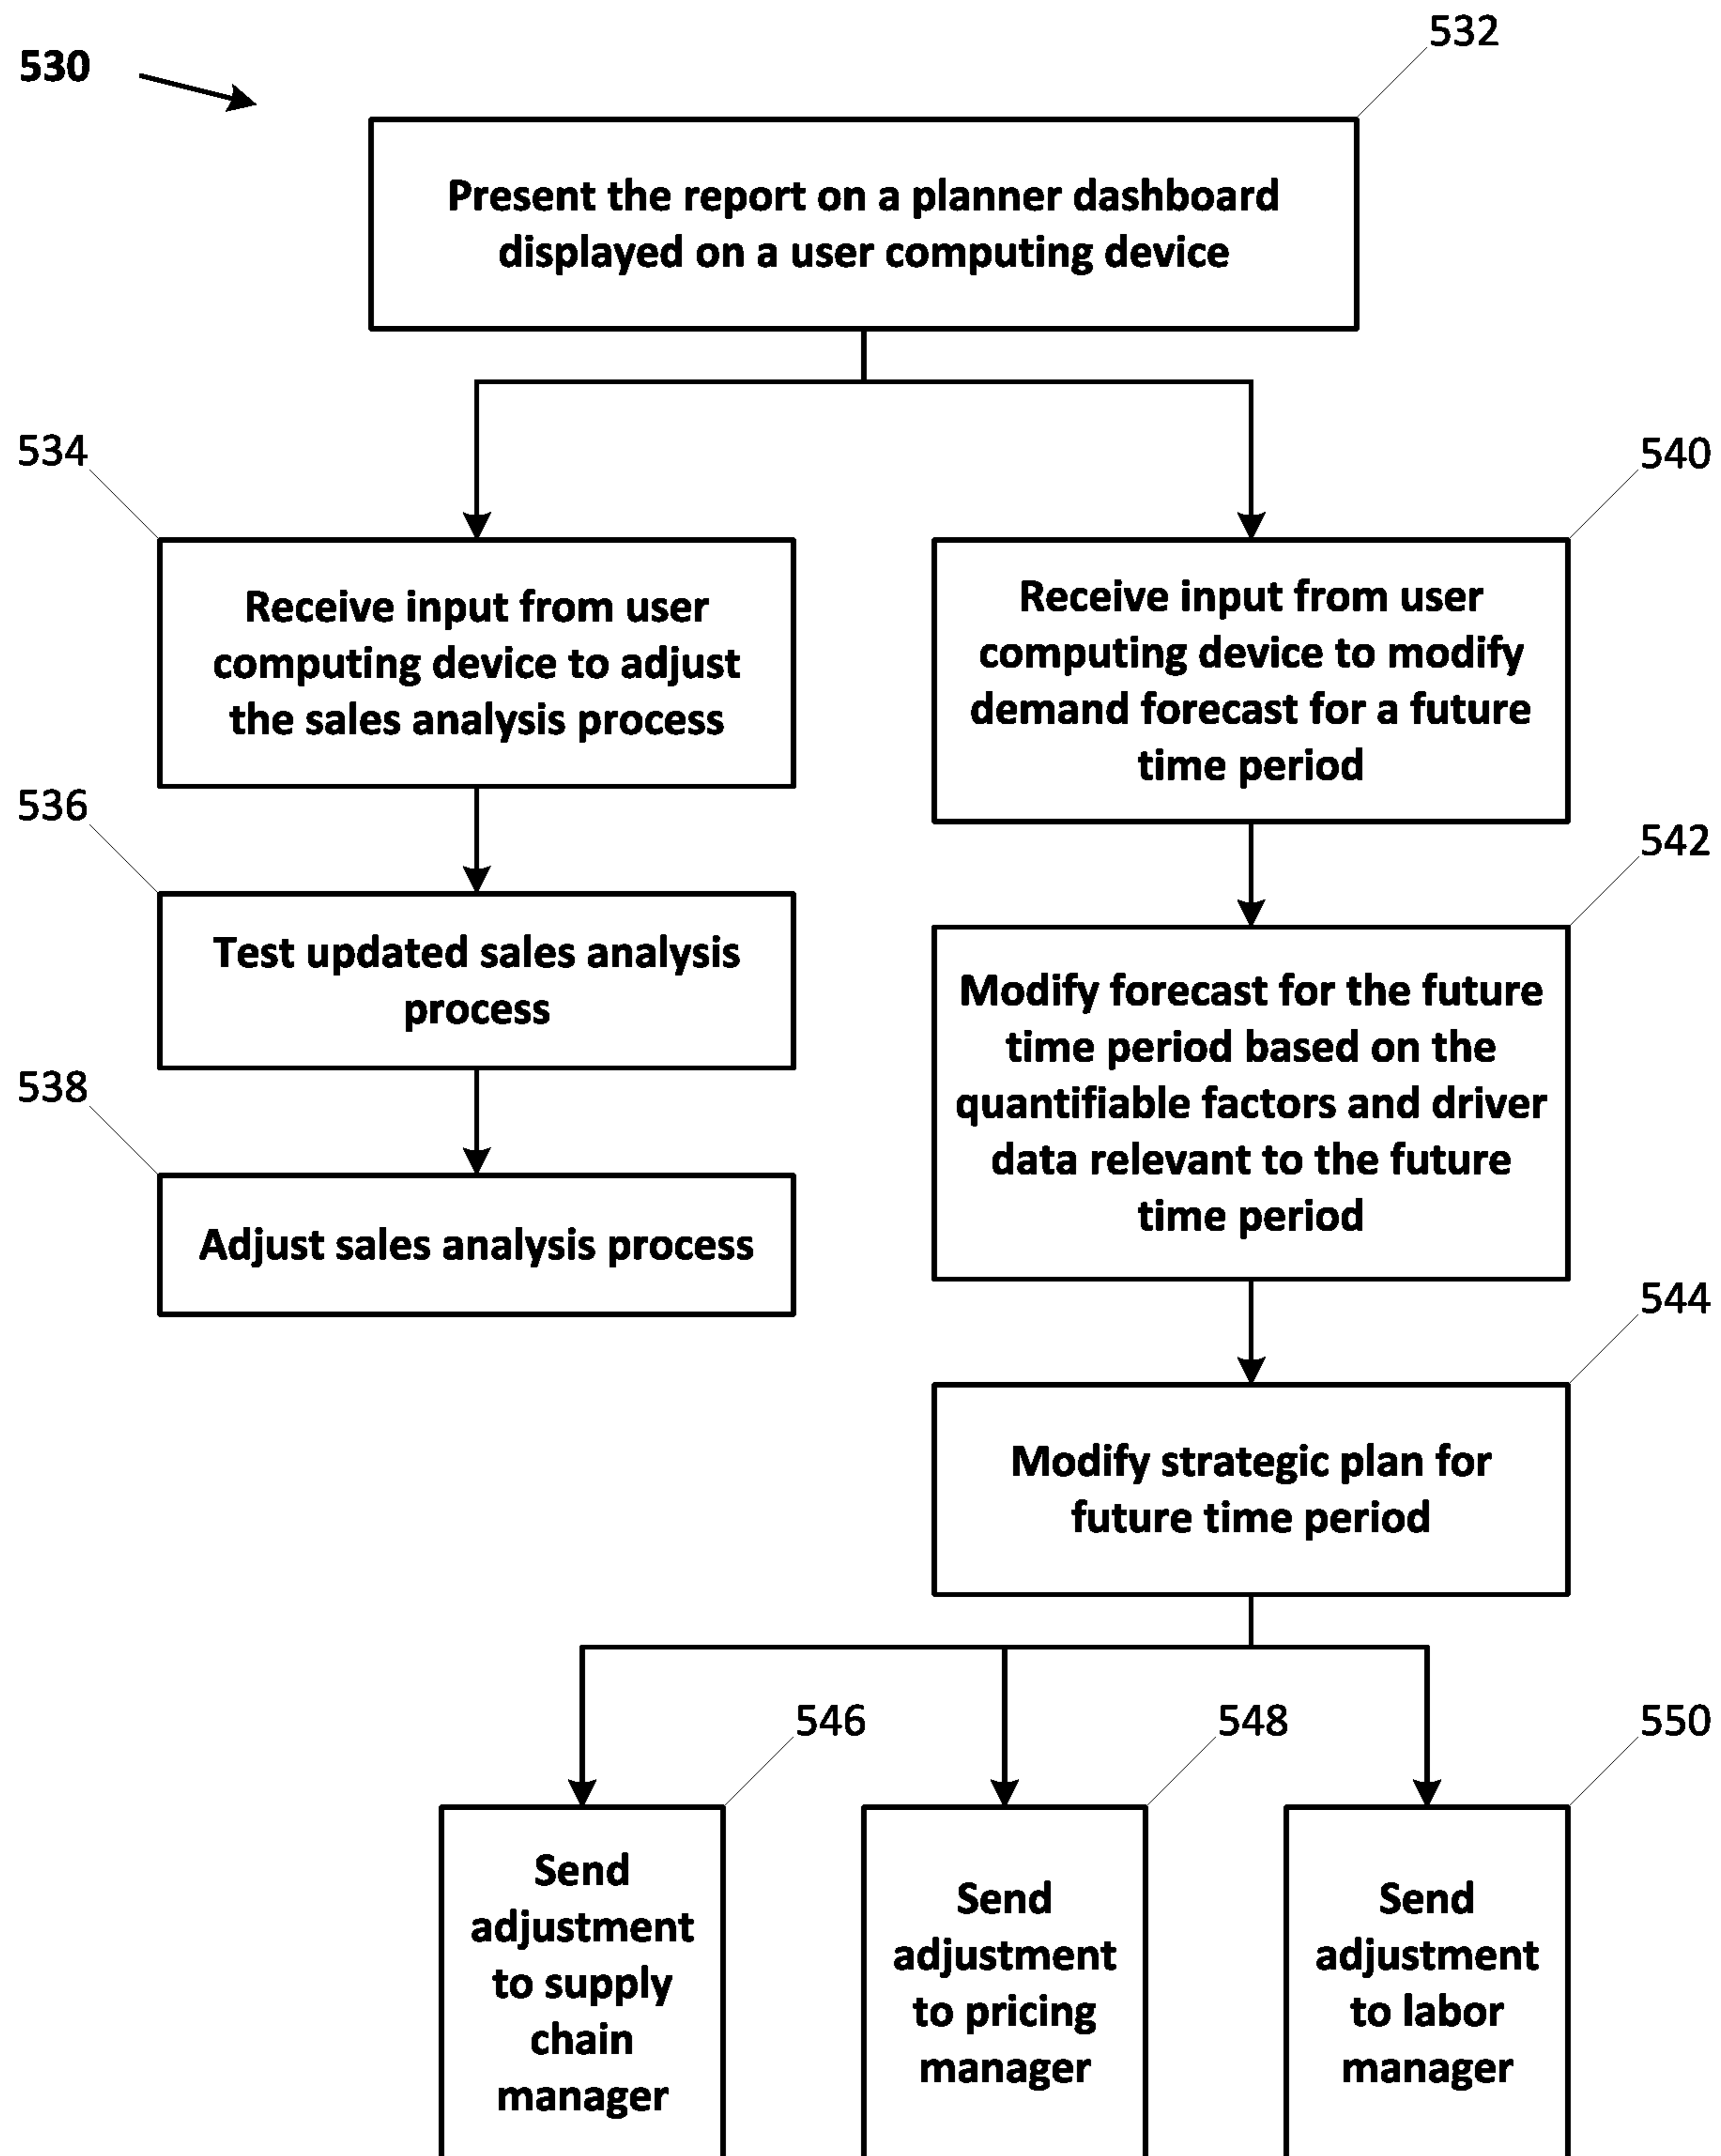 530
532
Present the report on a planner dashboard
displayed on a user computing device
534
Receive input from user
computing device to adjust
the sales analysis process
536
Test updated sales analysis
process
538
Adjust sales analysis process
540
Receive input from user
computing device to modify
demand forecast for a future
time period
542
Modify forecast for the future
time period based on the
quantifiable factors and driver
data relevant to the future
time period
544
Modify strategic plan for
future time period
546
Send
adjustment
to supply
chain
manager
548
Send
adjustment
to pricing
manager
550
Send
adjustment
to labor
manager